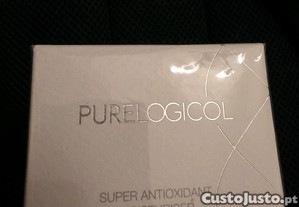 PURELOGICOL
SUPER ANTIOXIDANT
CustoJusto.pt